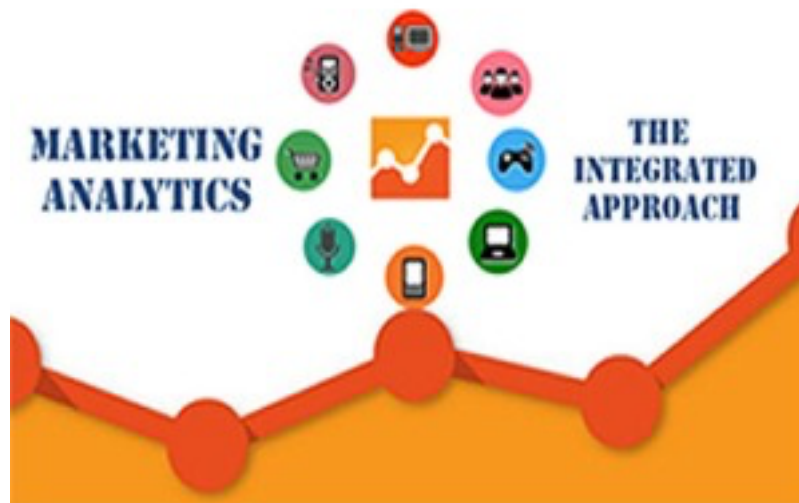 MARKETING
ANALYTICS
THE
INTEGRATED
APPROACH